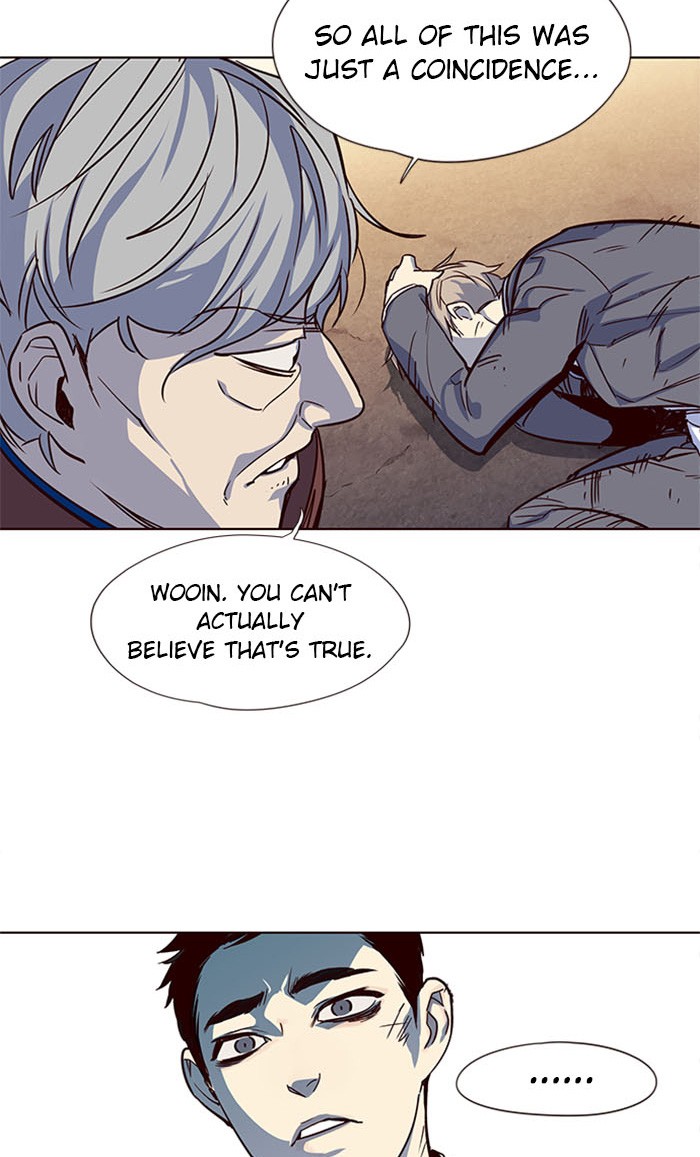 SO ALL OF THIS WAS
JUST A COINCIDENCE...
WOOIN. YOU CAN'T
ACTUALLY
BELIEVE THAT'S TRUE.
......